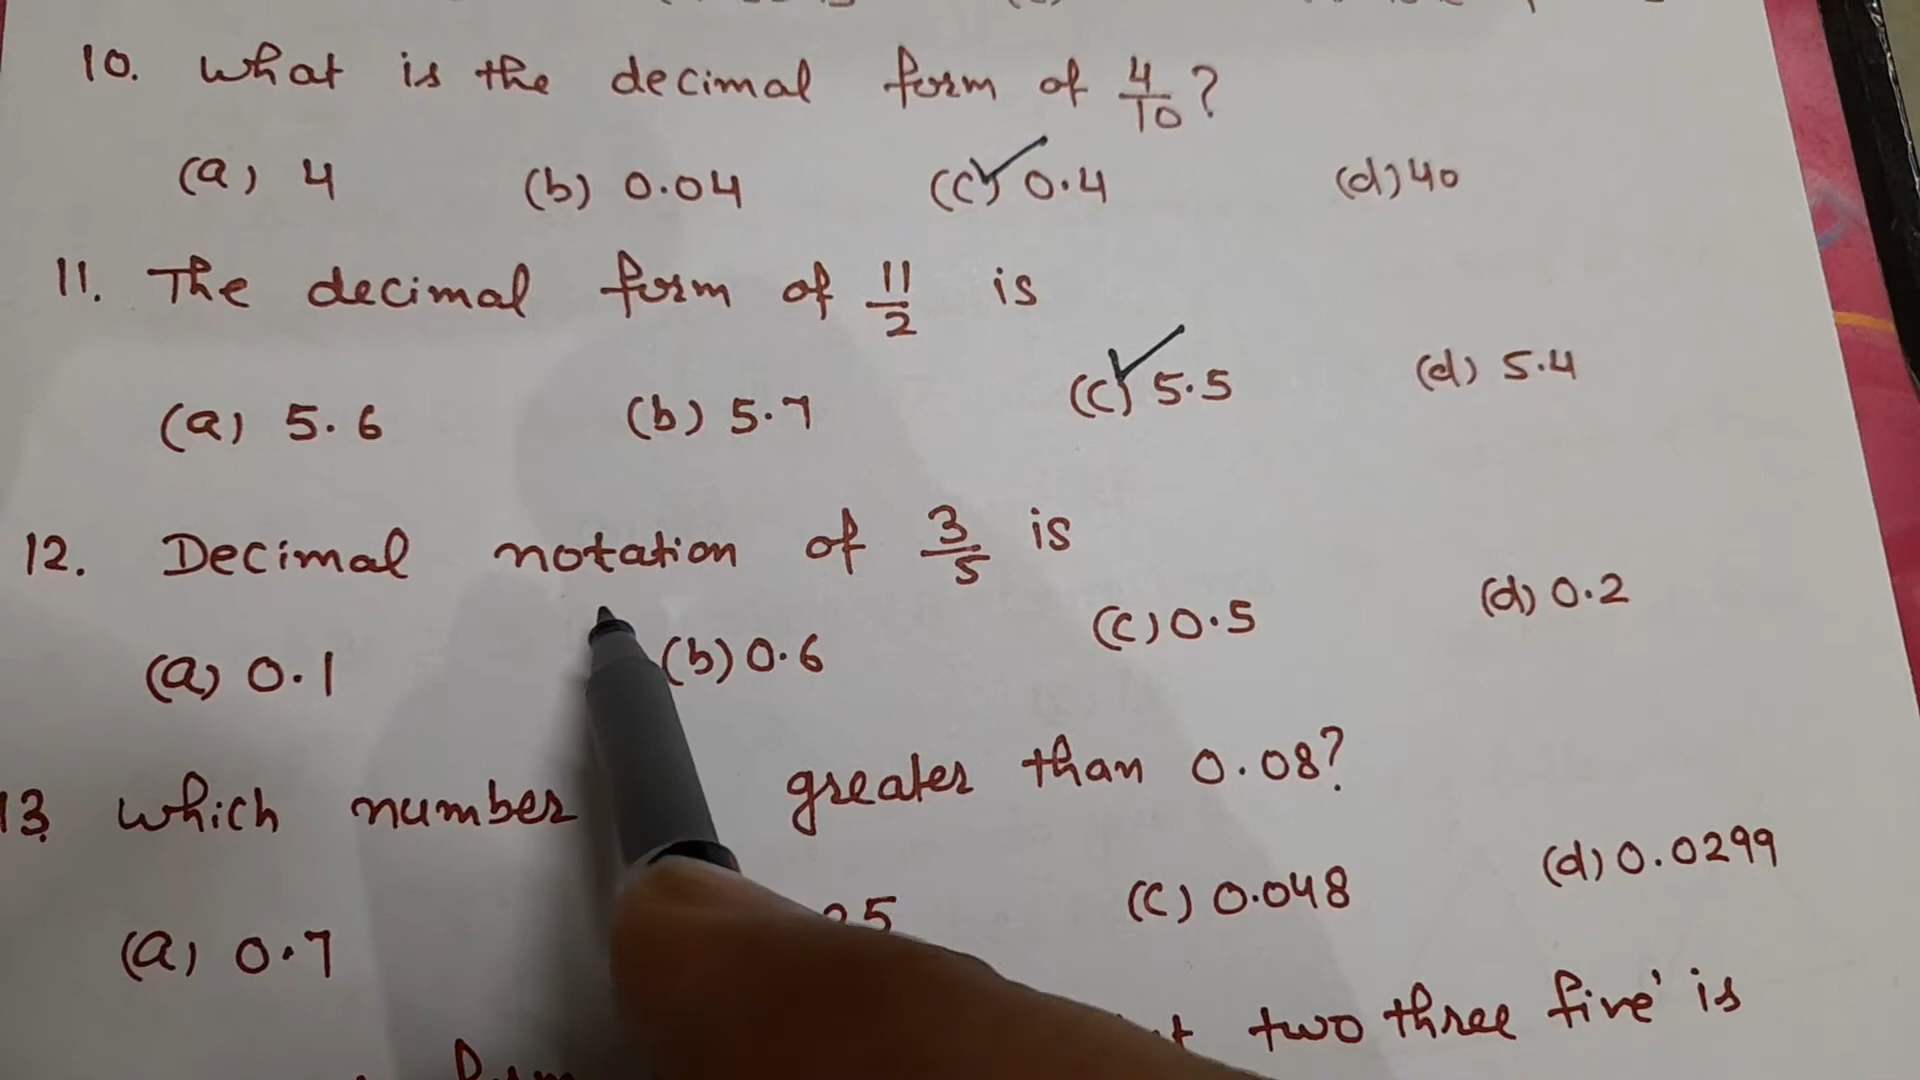 10. What is the decimal form of 4/10?
(a) 4 (b) 0.04 (c) 0.4 (d) 40
11. The decimal form of 11/2 is
(a) 5.6 (b) 5.7 (c) 5.5 (d) 5.4
12. Decimal notation of 3/5 is
(a) 0.1 (b) 0.6 (c) 0.5 (d) 0.2
13. which number greater than 0.08?
(a) 0.7 (c) 0.048 (d) 0.0299
two three five' is